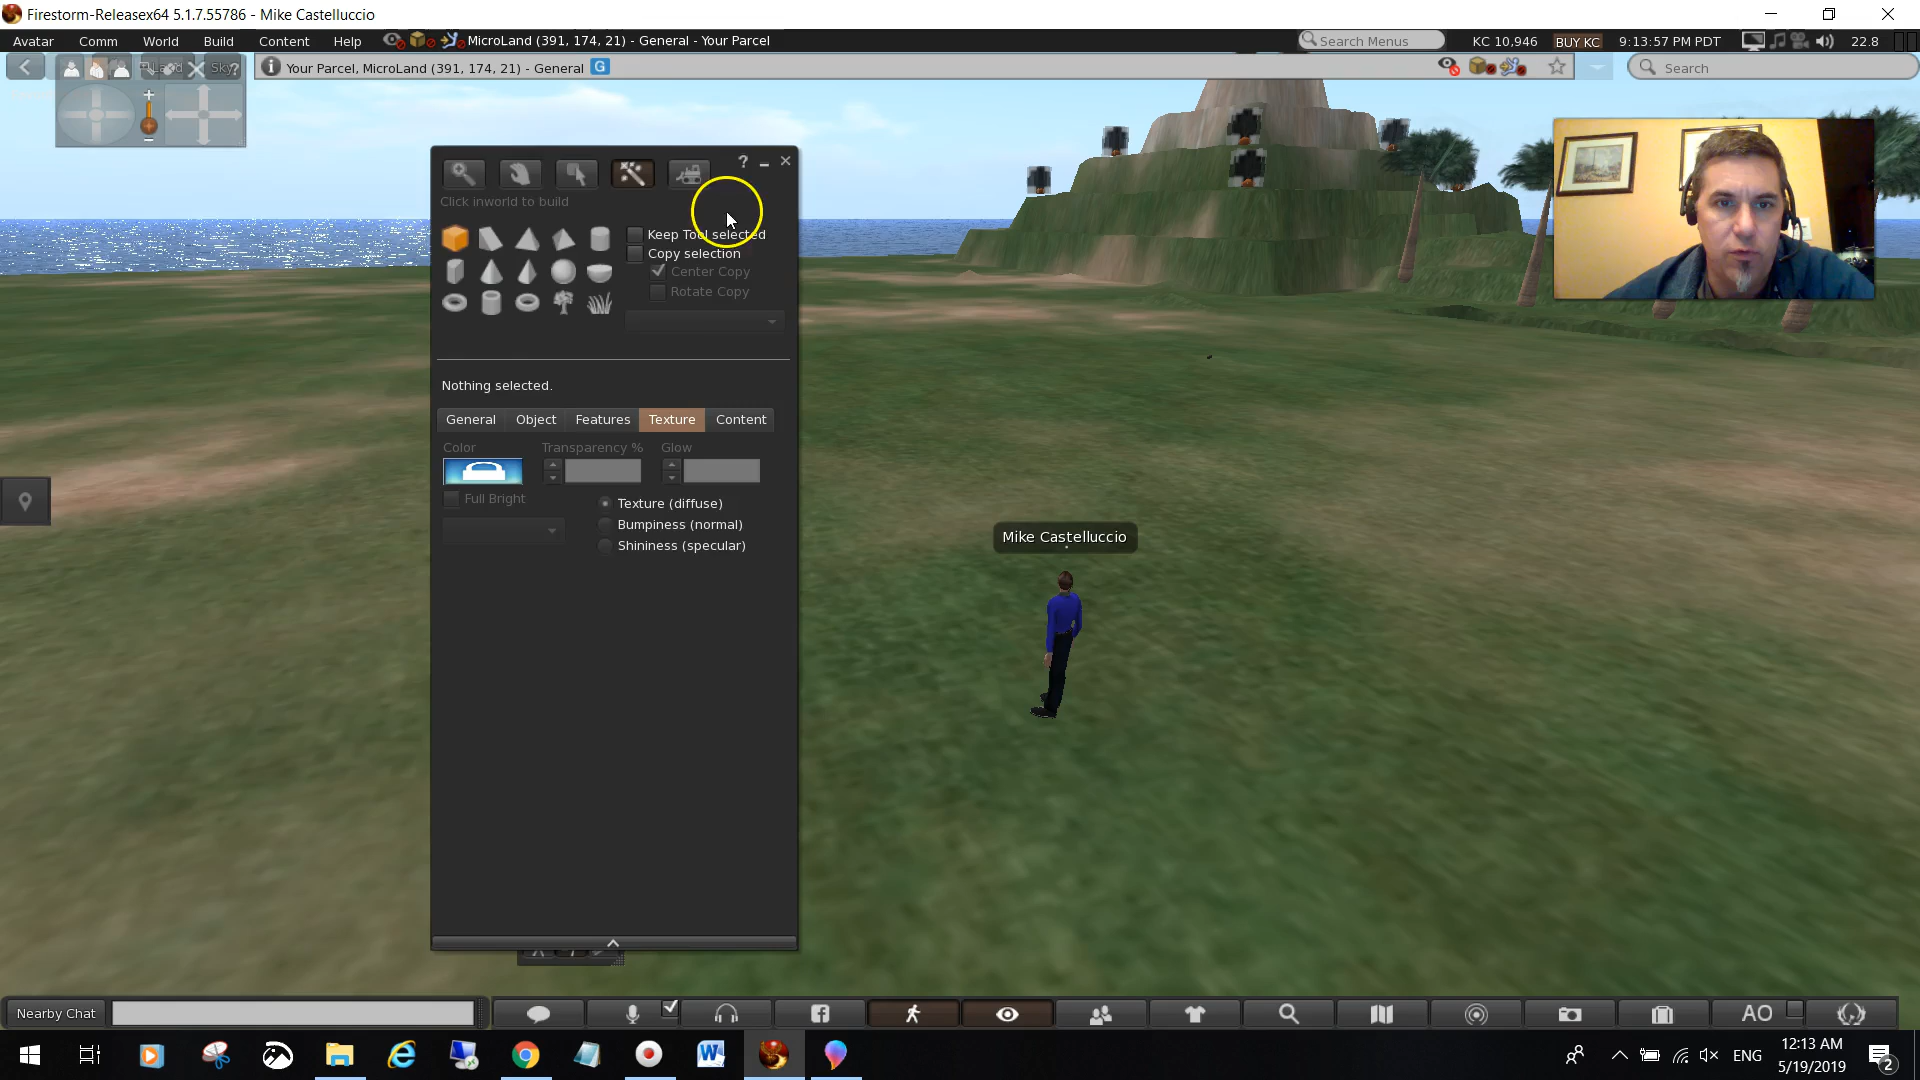 Firestorm-Releasex64 5.1.7.55786 - Mike Castelluccio
Avatar Comm World Build Content Help MicroLand (391, 174, 21) - General - Your Parcel Search Menus KC 10,946 BUY KC 9:13:57 PM PDT 22.8
Land Sky ? Your Parcel, MicroLand (391, 174, 21) - General G Search
?
Click inworld to build
Keep Tool selected
Copy selection
Center Copy
Rotate Copy
Nothing selected.
General Object Features Texture Content
Color Transparency % Glow
Full Bright
Texture (diffuse)
Bumpiness (normal)
Shininess (specular)
Mike Castelluccio
Nearby Chat AO
ENG 12:13 AM
5/19/2019
2